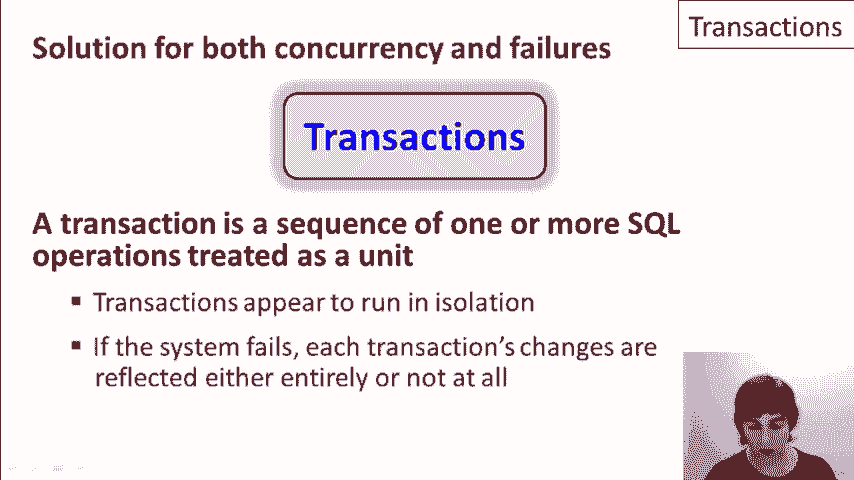 Transactions
Solution for both concurrency and failures
Transactions
A transaction is a sequence of one or more SQL
operations treated as a unit
▪ Transactions appear to run in isolation
▪ If the system fails, each transaction's changes are
reflected either entirely or not at all